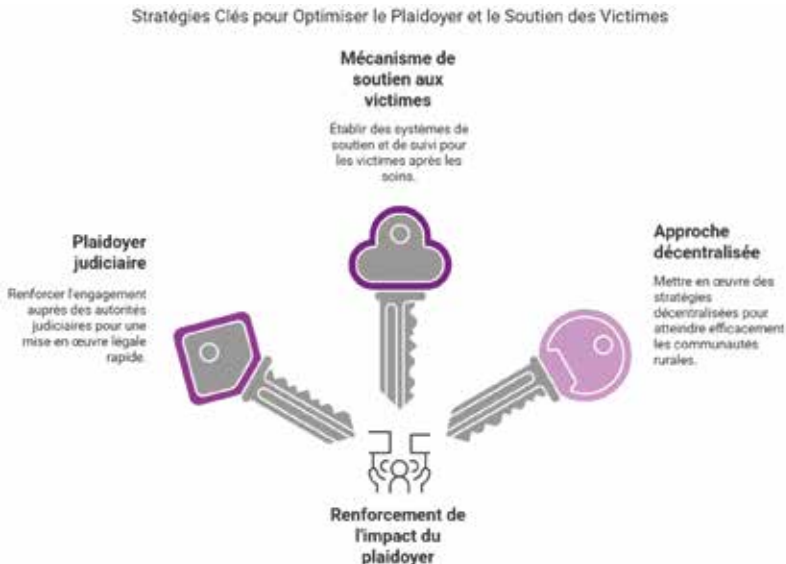 Stratégies Clés pour Optimiser le Plaidoyer et le Soutien des Victimes
Mécanisme de
soutien aux
victimes
Établir des systèmes de
soutien et de suivi pour
les victimes après les
soins.
Plaidoyer
judiciaire
Renforcer l'engagement
auprès des autorités
judiciaires pour une
mise en œuvre légale
rapide.
Approche
décentralisée
Mettre en œuvre des
stratégies
décentralisées pour
atteindre efficacement
les communautés
rurales.
Renforcement de
l'impact du
plaidoyer